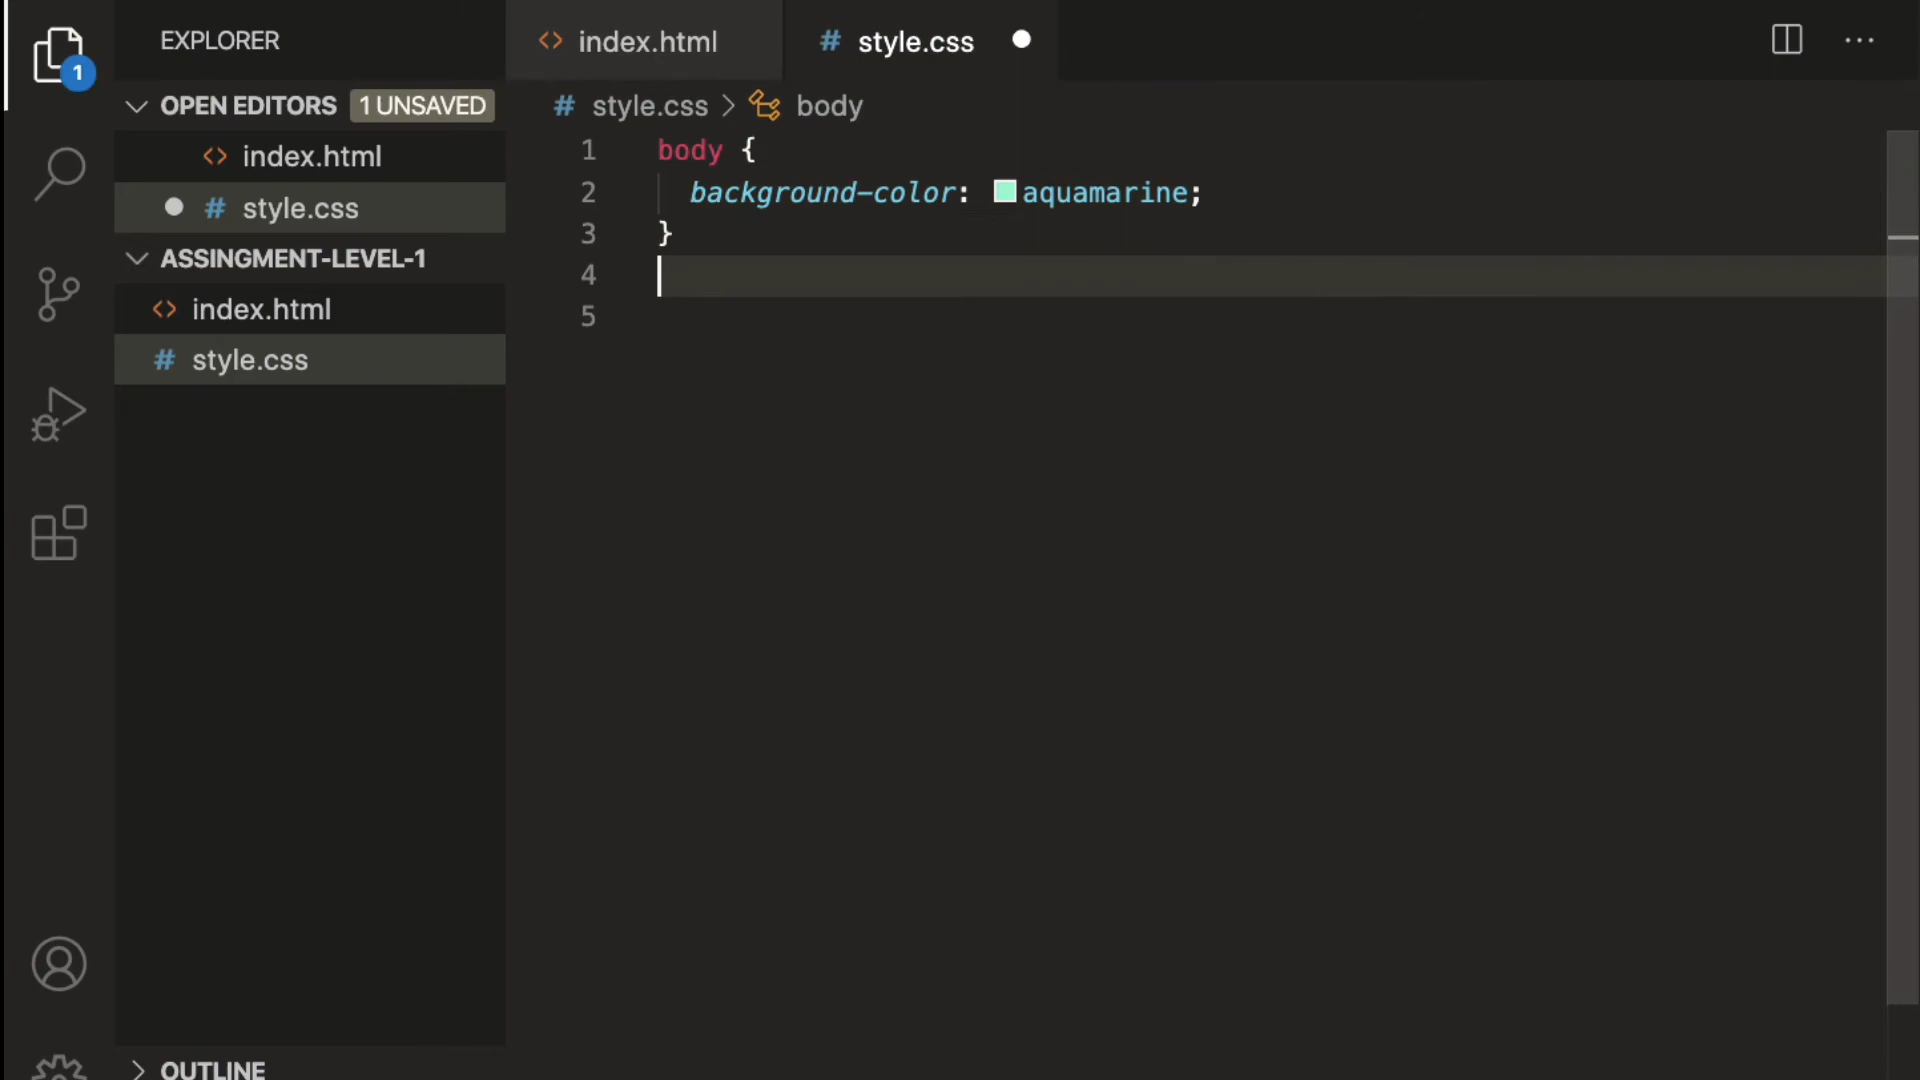 EXPLORER
1
OPEN EDITORS 1 UNSAVED
index.html
style.css
ASSINGMENT-LEVEL-1
index.html
style.css
OUTLINE
index.html
style.css
style.css > body
1 body {
2 background-color: aquamarine;
3 }
4
5